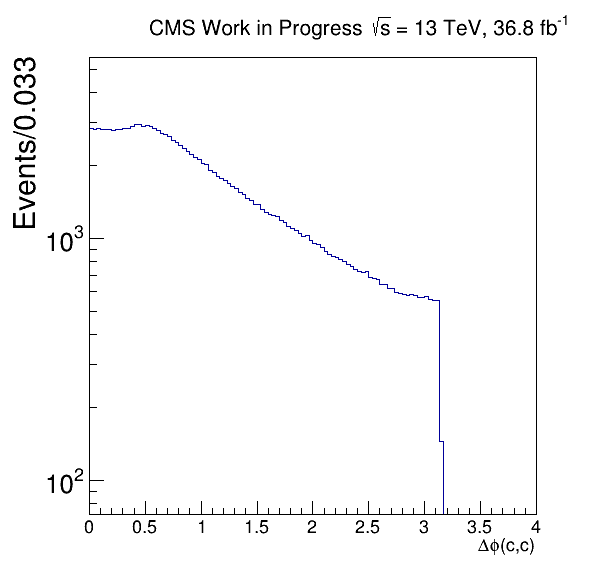 CMS Work in Progress √s = 13 TeV, 36.8 fb⁻¹
Events/0.033
10³
10²
0 0.5 1 1.5 2 2.5 3 3.5 4
Δϕ(c,c)